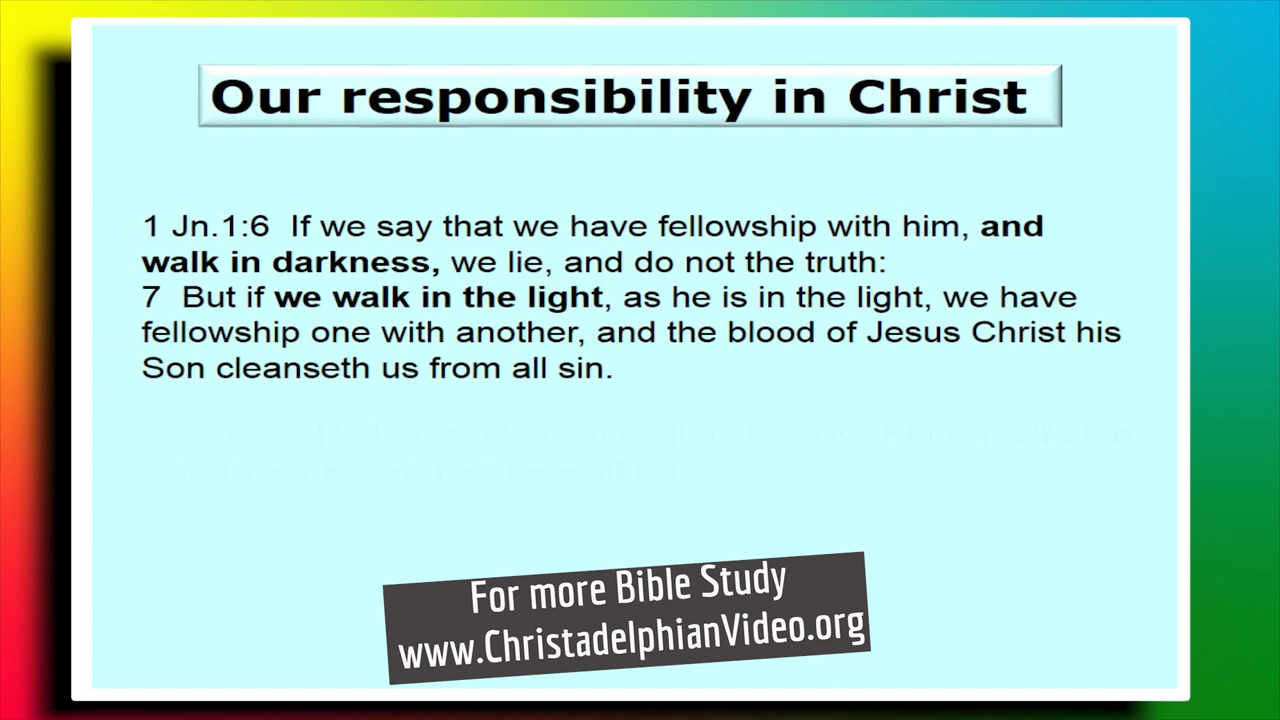 Our responsibility in Christ
1 Jn.1:6 If we say that we have fellowship with him, and
walk in darkness, we lie, and do not the truth:
7 But if we walk in the light, as he is in the light, we have
fellowship one with another, and the blood of Jesus Christ his
Son cleanseth us from all sin.
For more Bible Study
www.ChristadelphianVideo.org